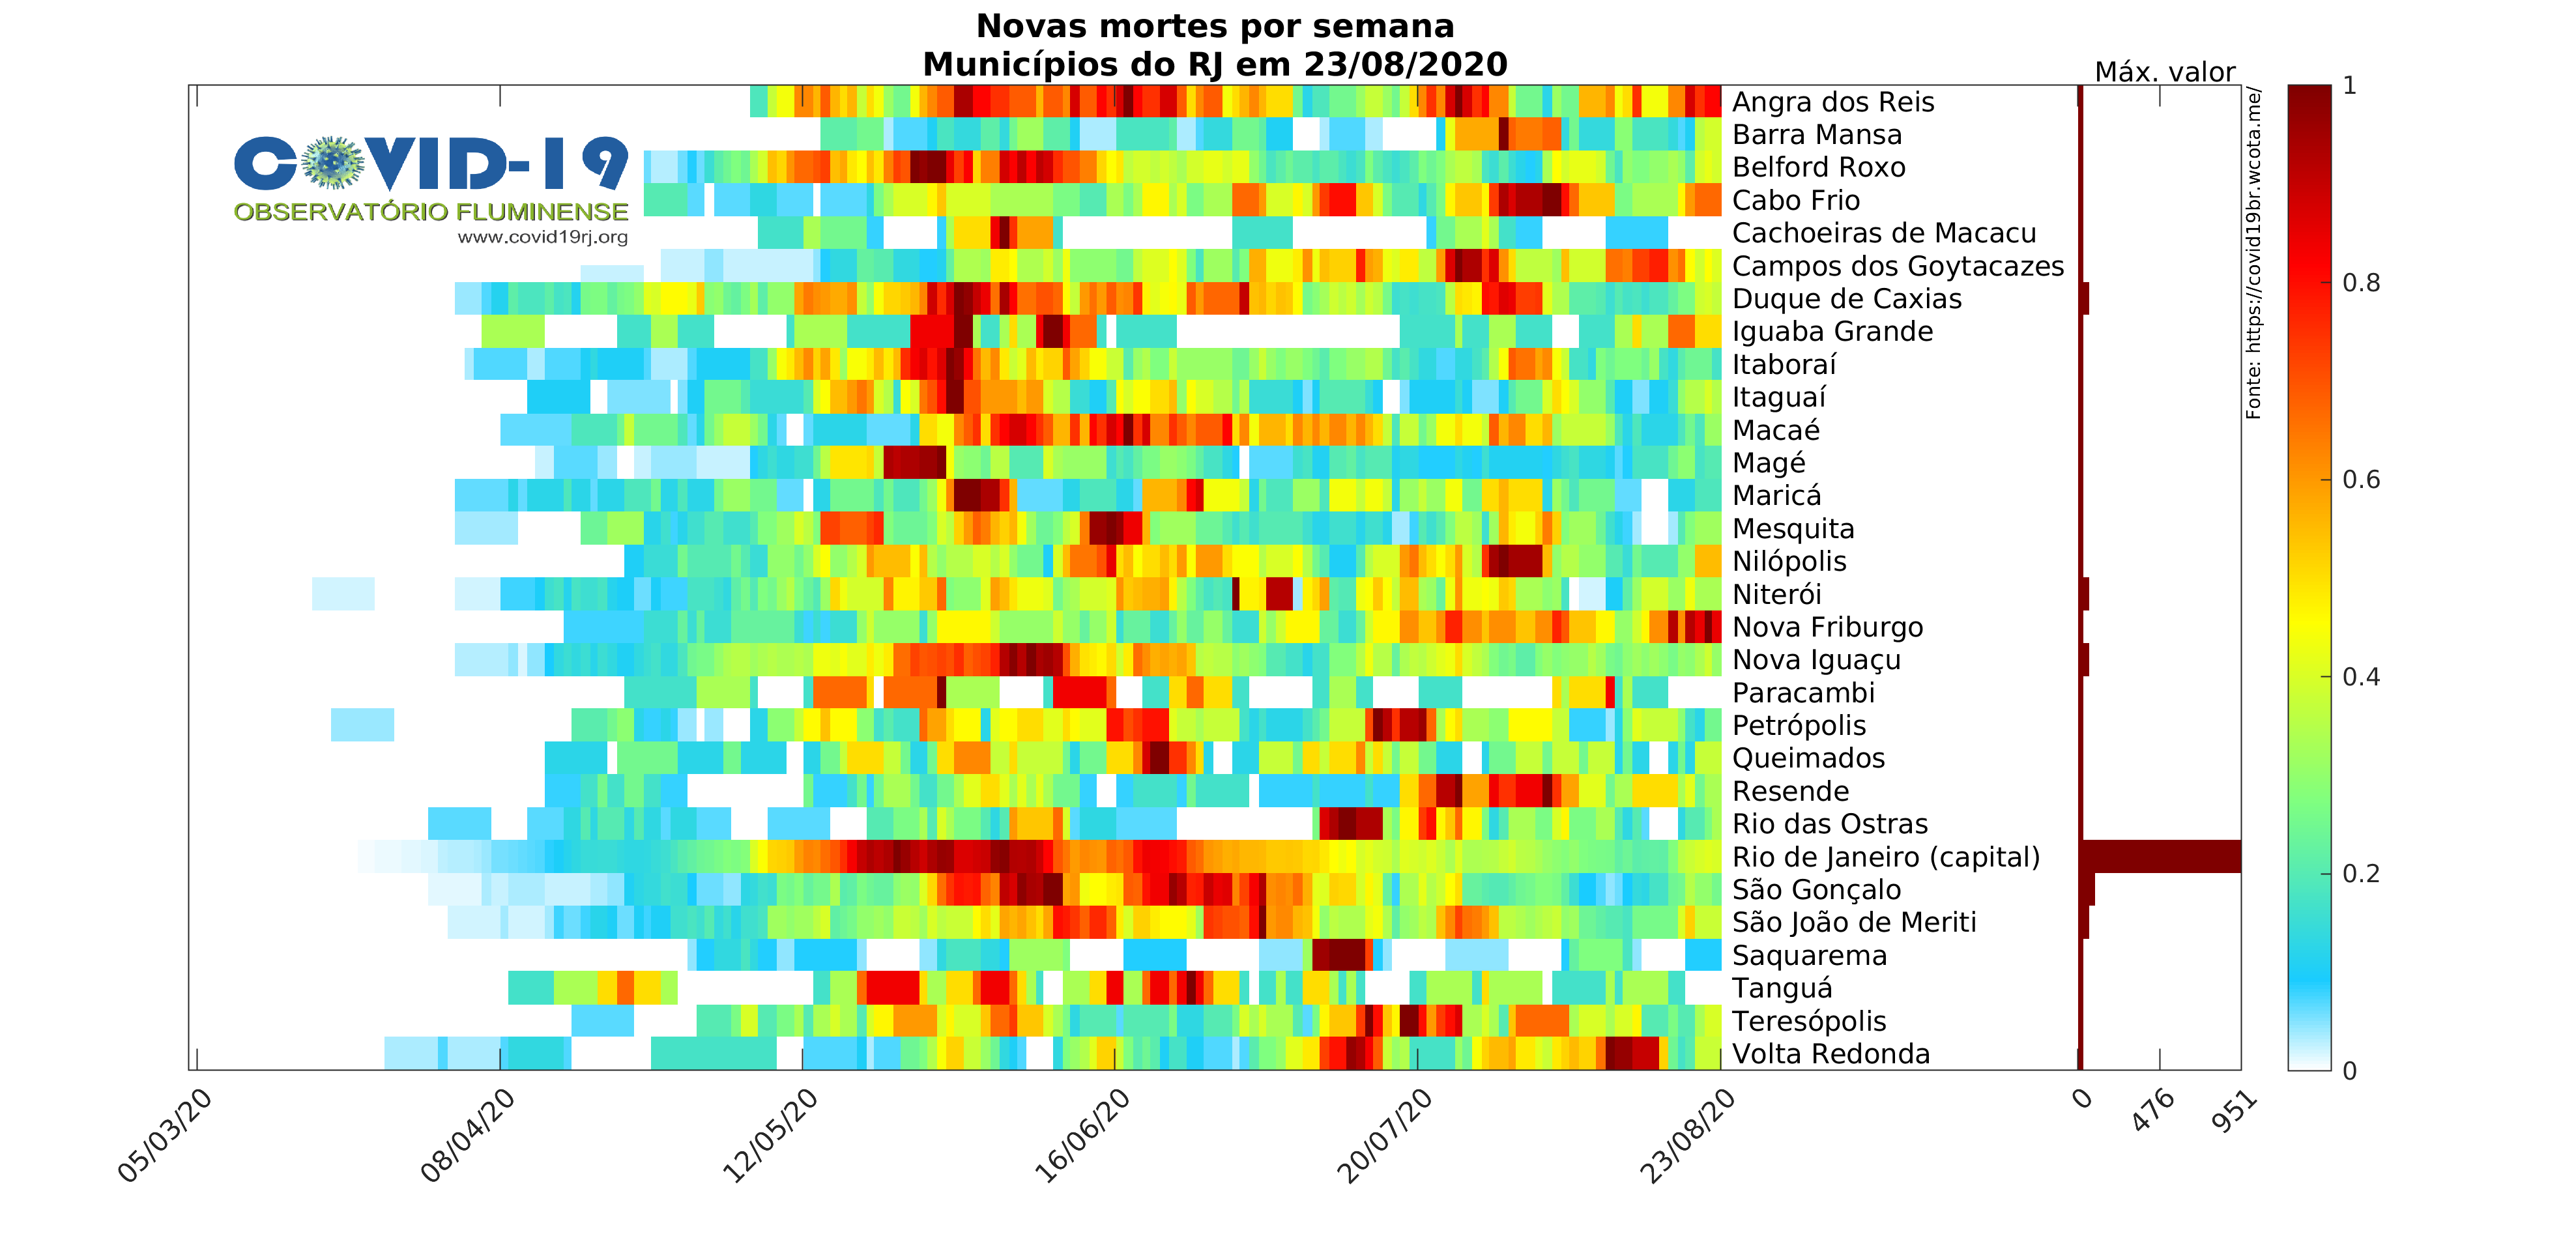 Novas mortes por semana
Municípios do RJ em 23/08/2020
COVID-19
OBSERVATÓRIO FLUMINENSE
www.covid19rj.org
Angra dos Reis
Barra Mansa
Belford Roxo
Cabo Frio
Cachoeiras de Macacu
Campos dos Goytacazes
Duque de Caxias
Iguaba Grande
Itaboraí
Itaguaí
Macaé
Magé
Maricá
Mesquita
Nilópolis
Niterói
Nova Friburgo
Nova Iguaçu
Paracambi
Petrópolis
Queimados
Resende
Rio das Ostras
Rio de Janeiro (capital)
São Gonçalo
São João de Meriti
Saquarema
Tanguá
Teresópolis
Volta Redonda
05/03/20
08/04/20
12/05/20
16/06/20
20/07/20
23/08/20
Máx. valor
0
476
951
Fonte: https://covid19br.wcota.me/
1
0.8
0.6
0.4
0.2
0